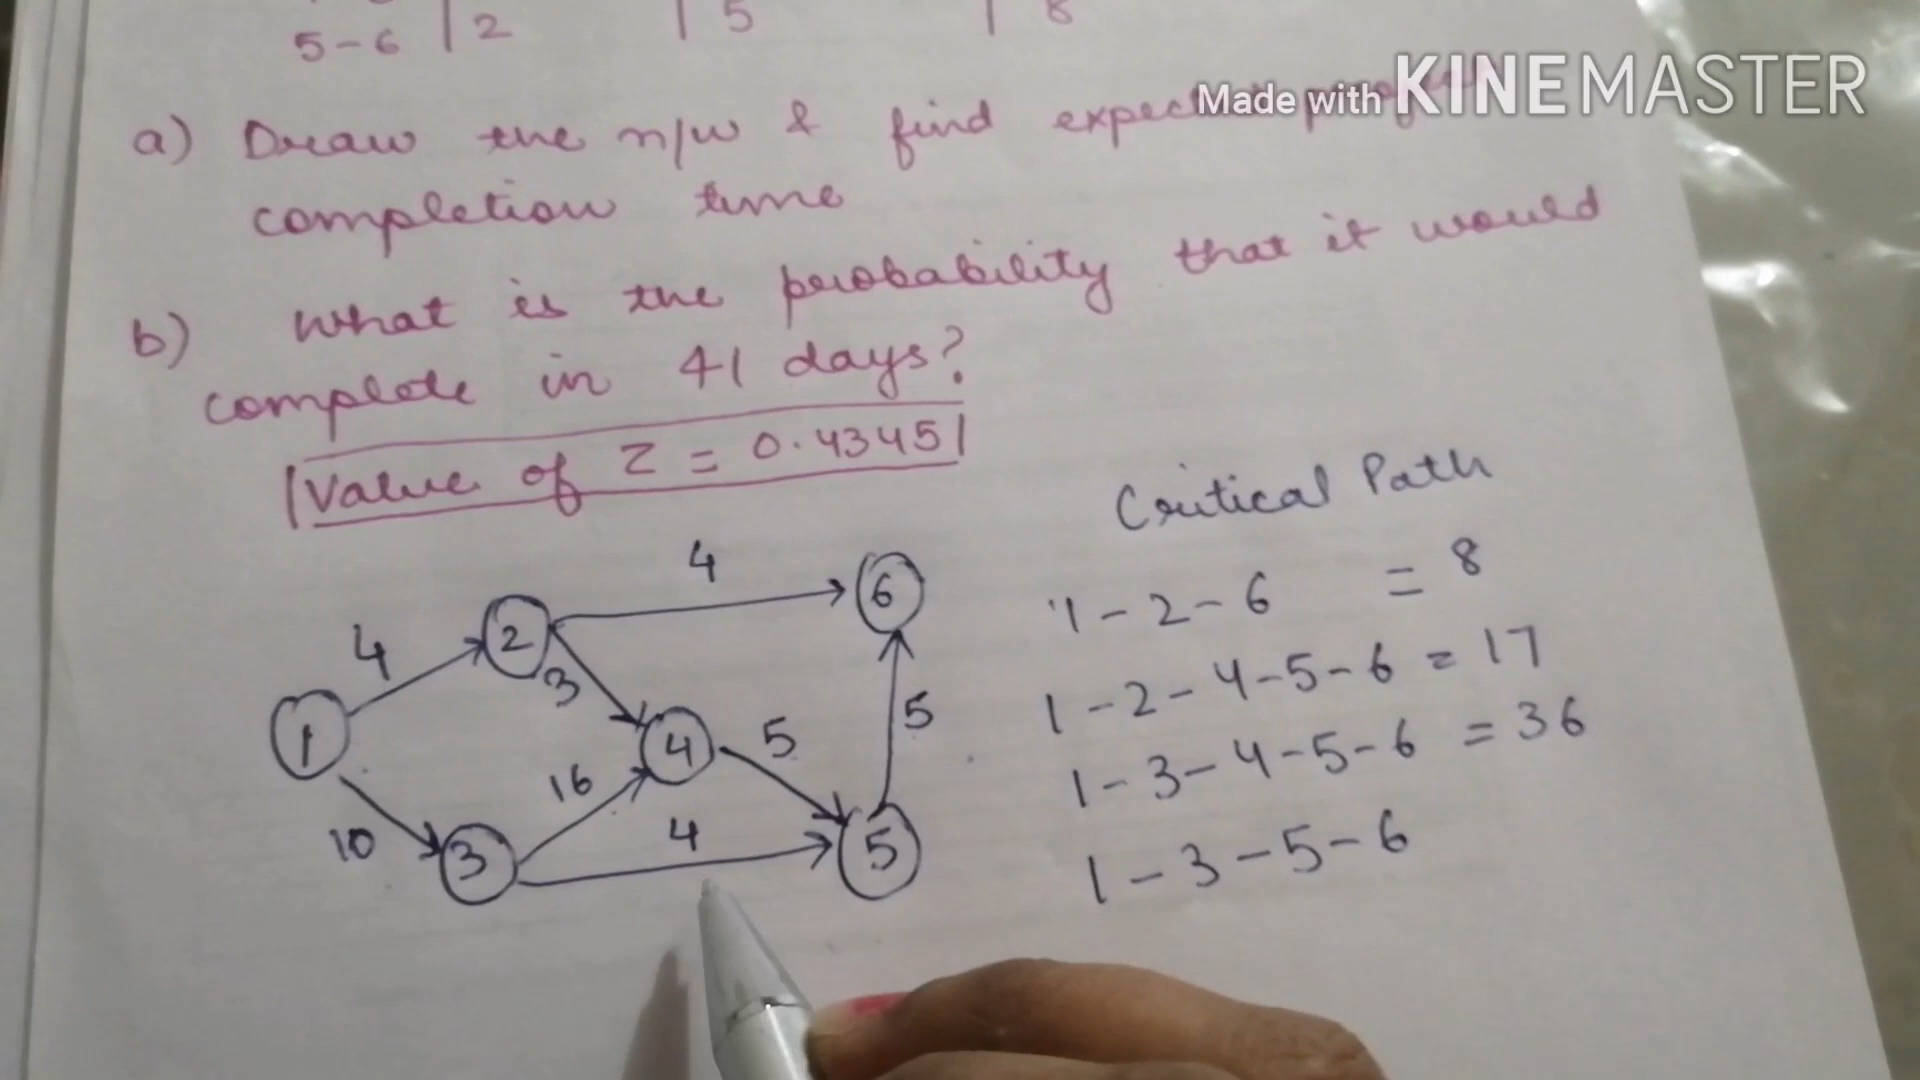 5-6 | 2 | 5 | 8
Made with KINEMASTER
a) Draw the n/w & find expected
completion time
b) What is the probability that it would
complete in 41 days?
Value of Z = 0.4345
Critical Path
1-2-6 = 8
1-2-4-5-6 = 17
1-3-4-5-6 = 36
1-3-5-6
4
6
4
2
3
1
4
5
5
16
10
4
3
5